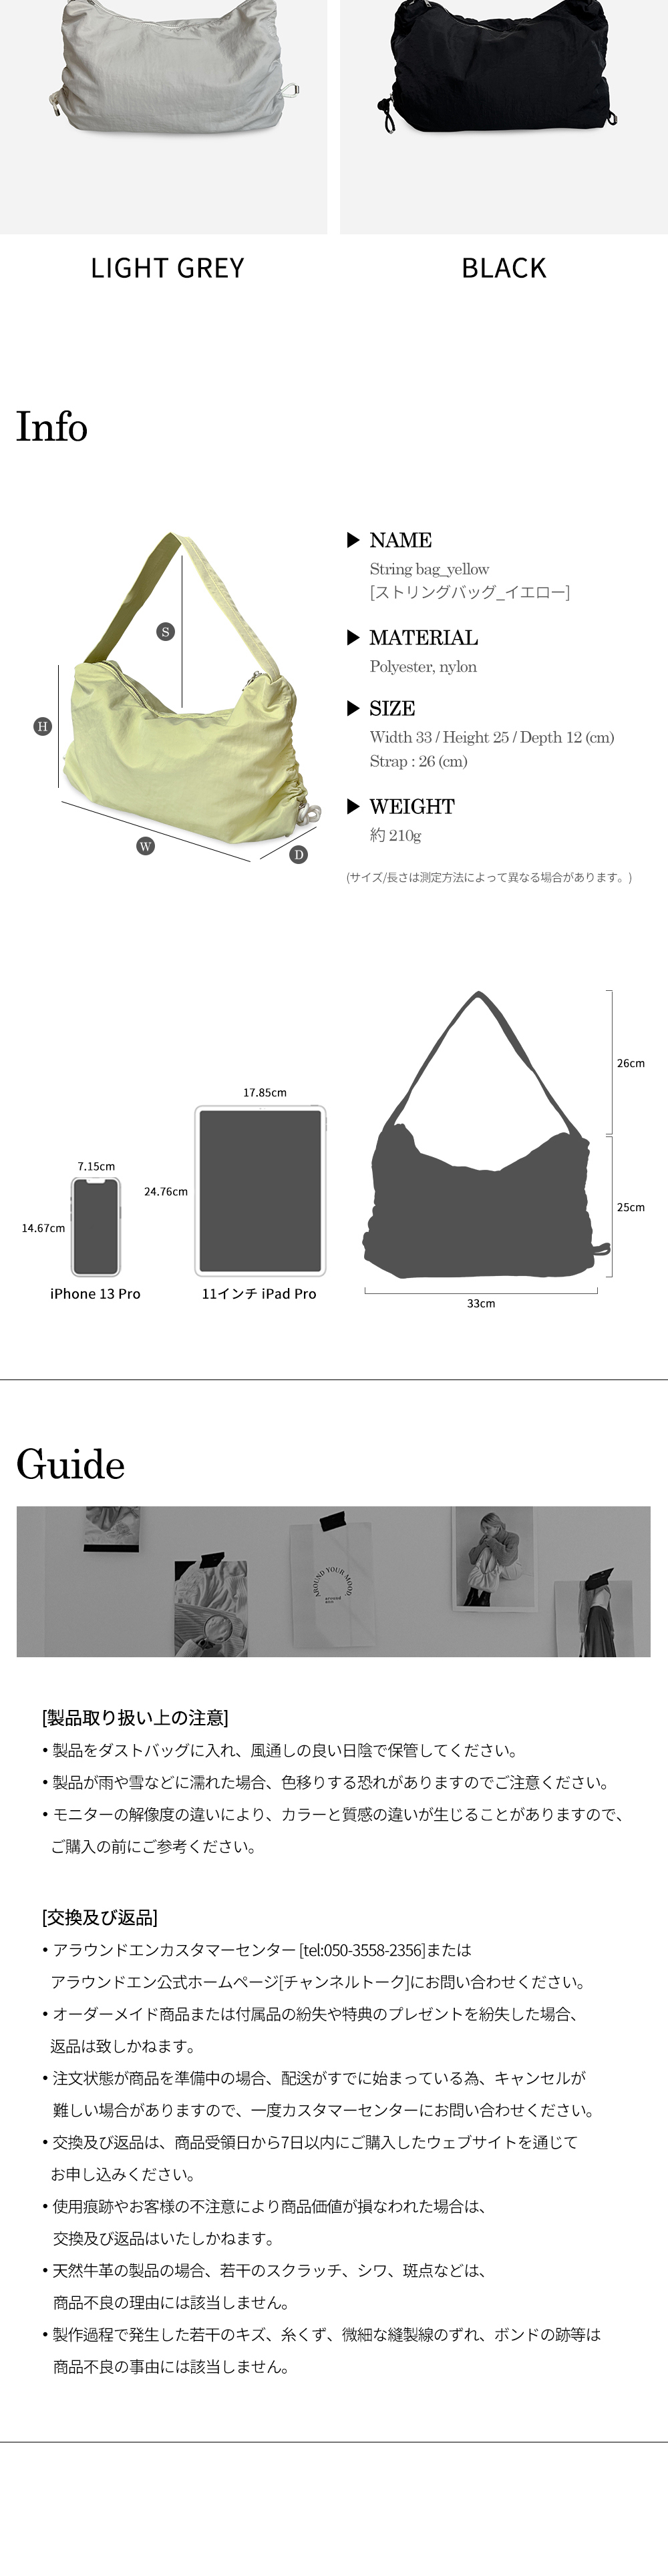 LIGHT GREY
BLACK
Info
▶ NAME
String bag_yellow
[ストリングバッグ_イエロー]
▶ MATERIAL
Polyester, nylon
▶ SIZE
Width 33 / Height 25 / Depth 12 (cm)
Strap : 26 (cm)
▶ WEIGHT
約 210g
(サイズ/長さは測定方法によって異なる場合があります。)
S
H
W
D
26cm
17.85cm
7.15cm
24.76cm
25cm
14.67cm
iPhone 13 Pro
11インチ iPad Pro
33cm
Guide
AROUND YOUR MOOD
around
[製品取り扱い上の注意]
• 製品をダストバッグに入れ、風通しの良い日陰で保管してください。
• 製品が雨や雪などに濡れた場合、色移りする恐れがありますのでご注意ください。
• モニターの解像度の違いにより、カラーと質感の違いが生じることがありますので、
ご購入の前にご参考ください。
[交換及び返品]
• アラウンドエンカスタマーセンター [tel:050-3558-2356]または
アラウンドエン公式ホームページ[チャンネルトーク]にお問い合わせください。
• オーダーメイド商品または付属品の紛失や特典のプレゼントを紛失した場合、
返品は致しかねます。
• 注文状態が商品を準備中の場合、配送がすでに始まっている為、キャンセルが
難しい場合がありますので、一度カスタマーセンターにお問い合わせください。
• 交換及び返品は、商品受領日から7日以内にご購入したウェブサイトを通じて
お申し込みください。
• 使用痕跡やお客様の不注意により商品価値が損なわれた場合は、
交換及び返品はいたしかねます。
• 天然牛革の製品の場合、若干のスクラッチ、シワ、斑点などは、
商品不良の理由には該当しません。
• 製作過程で発生した若干のキズ、糸くず、微細な縫製線のずれ、ボンドの跡等は
商品不良の事由には該当しません。